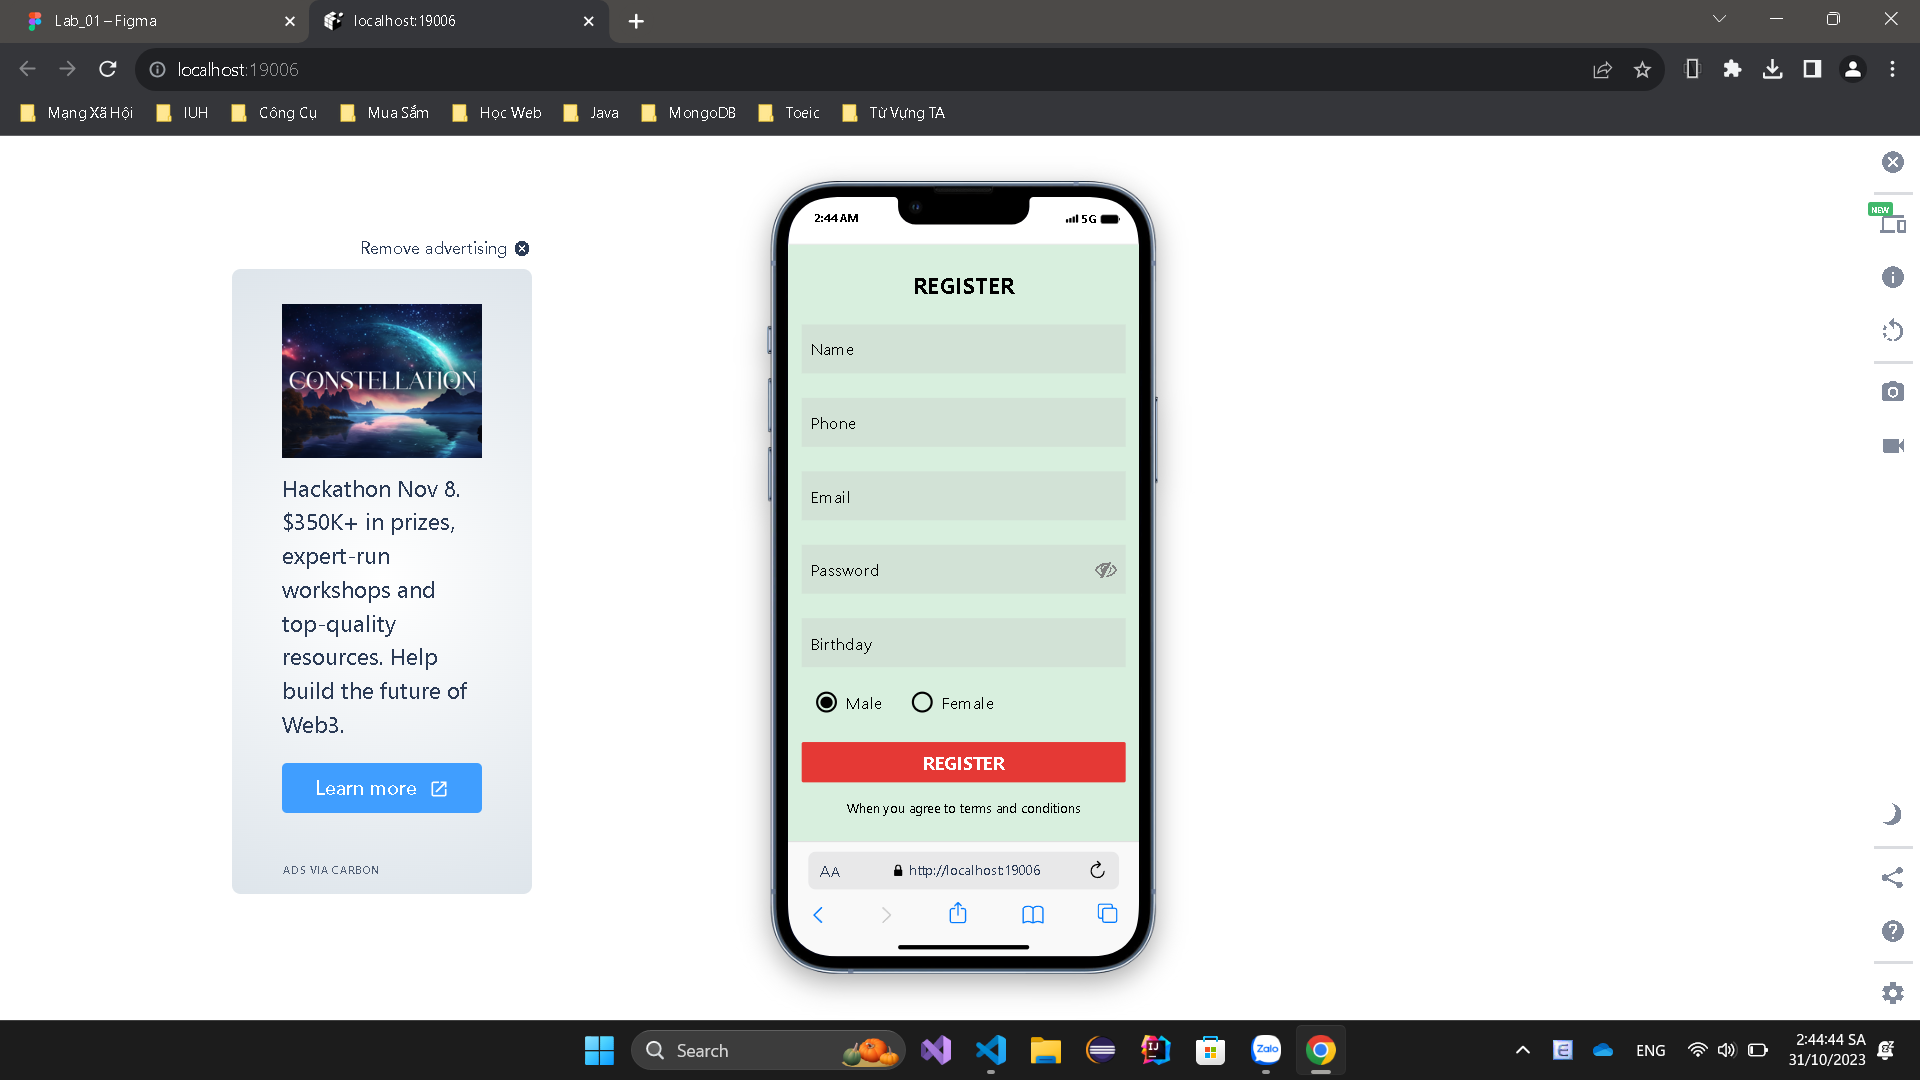 Lab_01 – Figma
localhost:19006
localhost:19006
Mạng Xã Hội
IUH
Công Cụ
Mua Sắm
Học Web
Java
MongoDB
Toeic
Từ Vựng TA
Remove advertising
CONSTELLATION
Hackathon Nov 8.
$350K+ in prizes,
expert-run
workshops and
top-quality
resources. Help
build the future of
Web3.
Learn more
ADS VIA CARBON
2:44 AM
5G
REGISTER
Name
Phone
Email
Password
Birthday
Male
Female
REGISTER
When you agree to terms and conditions
AA
http://localhost:19006
NEW
Search
Zalo
ENG
2:44:44 SA
31/10/2023